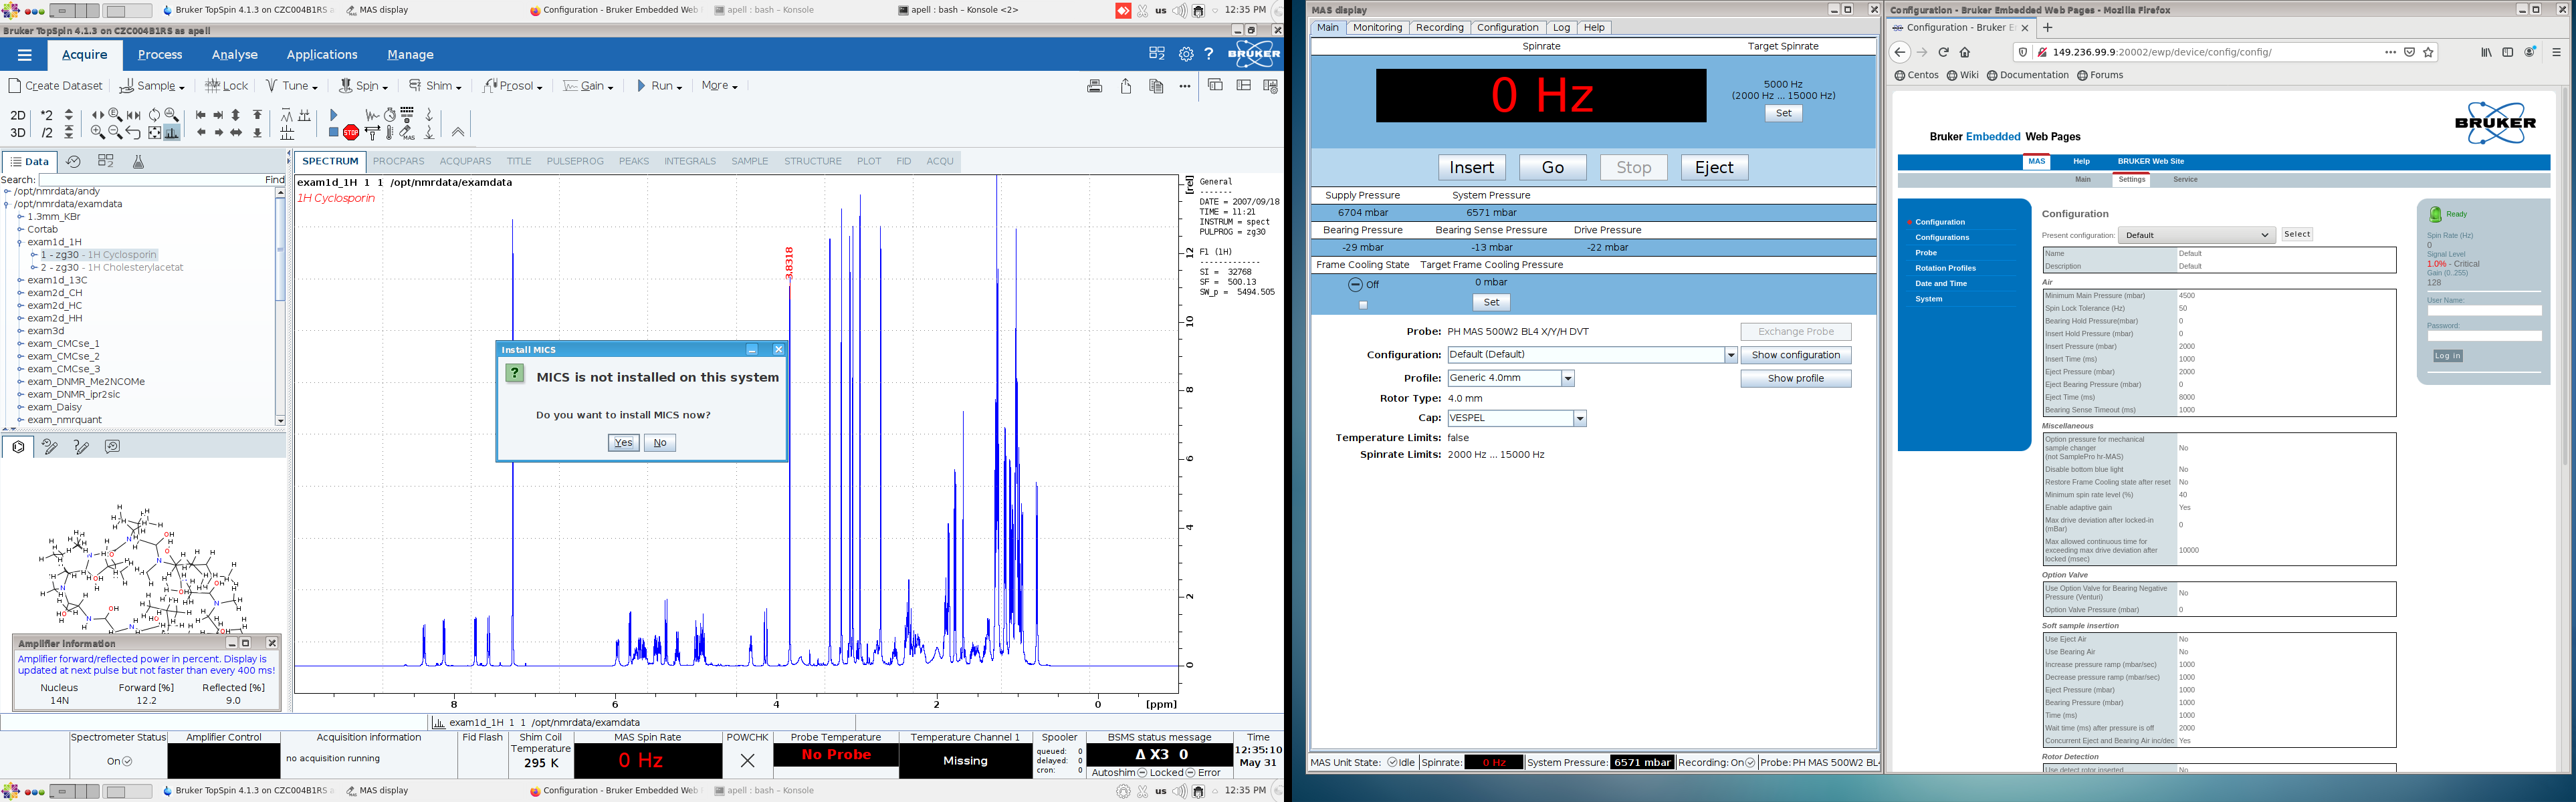 Bruker TopSpin 4.1.3 on CZC004B1RS
MAS display
Configuration - Bruker Embedded Web
apell : bash – Konsole
apell : bash – Konsole <2>
us
12:35 PM
Bruker TopSpin 4.1.3 on CZC004B1RS as apell
Acquire
Process
Analyse
Applications
Manage
BRUKER
Create Dataset
Sample
Lock
Tune
Spin
Shim
Prosol
Gain
Run
More
2D *2
3D /2
STOP
MAS
Data
SPECTRUM PROCPARS ACQUPARS TITLE PULSEPROG PEAKS INTEGRALS SAMPLE STRUCTURE PLOT FID ACQU
Search:
Find
/opt/nmrdata/andy
/opt/nmrdata/examdata
1.3mm_KBr
Cortab
exam1d_1H
1 - zg30 - 1H Cyclosporin
2 - zg30 - 1H Cholesterylacetat
exam1d_13C
exam2d_CH
exam2d_HC
exam2d_HH
exam3d
exam_CMCse_1
exam_CMCse_2
exam_CMCse_3
exam_DNMR_Me2NCOMe
exam_DNMR_ipr2sic
exam_Daisy
exam_nmrquant
exam1d_1H 1 1 /opt/nmrdata/examdata
1H Cyclosporin
3.8318
[rel]
12
10
8
6
4
2
0
8 6 4 2 0 [ppm]
General
-------
DATE = 2007/09/18
TIME = 11:21
INSTRUM = spect
PULPROG = zg30
F1 (1H)
-------------
SI = 32768
SF = 500.13
SW_p = 5494.505
Install MICS
?
MICS is not installed on this system
Do you want to install MICS now?
Yes No
Amplifier information
Amplifier forward/reflected power in percent. Display is
updated at next pulse but not faster than every 400 ms!
Nucleus Forward [%] Reflected [%]
14N 12.2 9.0
exam1d_1H 1 1 /opt/nmrdata/examdata
Spectrometer Status
On
Amplifier Control
Acquisition information
no acquisition running
Fid Flash
Shim Coil
Temperature
295 K
MAS Spin Rate
0 Hz
POWCHK
Probe Temperature
No Probe
Temperature Channel 1
Missing
Spooler
queued: 0
delayed: 0
cron: 0
BSMS status message
Δ X3 0
Autoshim Locked Error
Time
12:35:10
May 31
Bruker TopSpin 4.1.3 on CZC004B1RS
MAS display
Configuration - Bruker Embedded Web
apell : bash – Konsole
us
12:35 PM
MAS display
Main Monitoring Recording Configuration Log Help
Spinrate Target Spinrate
0 Hz
5000 Hz
(2000 Hz ... 15000 Hz)
Set
Insert Go Stop Eject
Supply Pressure System Pressure
6704 mbar 6571 mbar
Bearing Pressure Bearing Sense Pressure Drive Pressure
-29 mbar -13 mbar -22 mbar
Frame Cooling State Target Frame Cooling Pressure
Off 0 mbar
Set
Probe: PH MAS 500W2 BL4 X/Y/H DVT Exchange Probe
Configuration: Default (Default) Show configuration
Profile: Generic 4.0mm Show profile
Rotor Type: 4.0 mm
Cap: VESPEL
Temperature Limits: false
Spinrate Limits: 2000 Hz ... 15000 Hz
MAS Unit State: Idle Spinrate: 0 Hz System Pressure: 6571 mbar Recording: On Probe: PH MAS 500W2 BL4
Configuration - Bruker Embedded Web Pages - Mozilla Firefox
Configuration - Bruker E
149.236.99.9:20002/ewp/device/config/config/
Centos Wiki Documentation Forums
BRUKER
Bruker Embedded Web Pages
MAS Help BRUKER Web Site
Main Settings Service
Configuration
Configurations
Probe
Rotation Profiles
Date and Time
System
Configuration
Present configuration: Default Select
Name Default
Description Default
Air
Minimum Main Pressure (mbar) 4500
Spin Lock Tolerance (Hz) 50
Bearing Hold Pressure(mbar) 0
Insert Hold Pressure (mbar) 0
Insert Pressure (mbar) 2000
Insert Time (ms) 1000
Eject Pressure (mbar) 2000
Eject Bearing Pressure (mbar) 0
Eject Time (ms) 8000
Bearing Sense Timeout (ms) 1000
Miscellaneous
Option pressure for mechanical
sample changer
(not SamplePro hr-MAS) No
Disable bottom blue light No
Restore Frame Cooling state after reset No
Minimum spin rate level (%) 40
Enable adaptive gain Yes
Max drive deviation after locked-in
(mBar) 0
Max allowed continuous time for
exceeding max drive deviation after
locked (msec) 10000
Option Valve
Use Option Valve for Bearing Negative
Pressure (Venturi) No
Option Valve Pressure (mbar) 0
Soft sample insertion
Use Eject Air No
Use Bearing Air No
Increase pressure ramp (mbar/sec) 1000
Decrease pressure ramp (mbar/sec) 1000
Eject Pressure (mbar) 1000
Bearing Pressure (mbar) 1000
Time (ms) 1000
Wait time (ms) after pressure is off 2000
Concurrent Eject and Bearing Air inc/dec Yes
Rotor Detection
Use detect rotor inserted No
Ready
Spin Rate (Hz)
0
Signal Level
1.0% - Critical
Gain (0..255)
128
User Name:
Password:
Log in